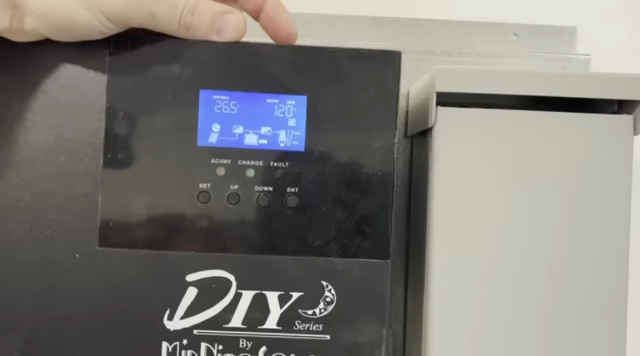 265 120
AC/INV CHARGE FAULT
SET UP DOWN ENT
DIY
Series
By